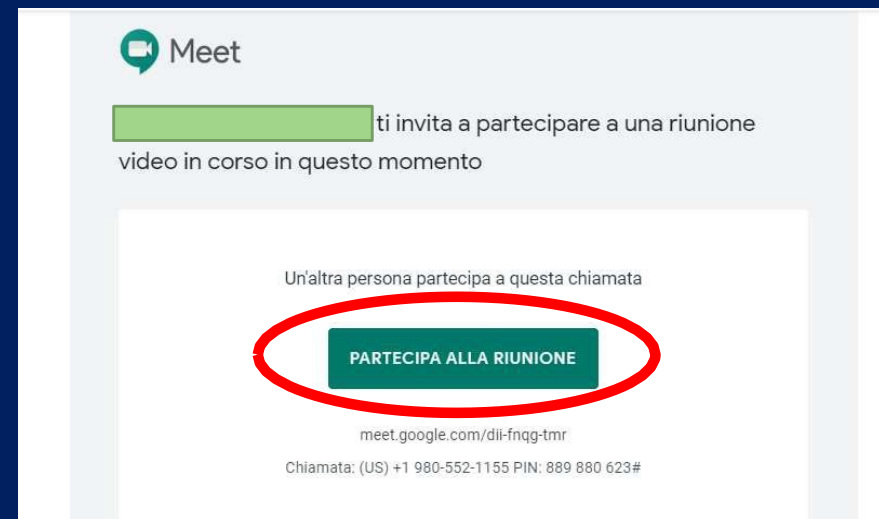 Meet
ti invita a partecipare a una riunione
video in corso in questo momento
Un'altra persona partecipa a questa chiamata
PARTECIPA ALLA RIUNIONE
meet.google.com/dii-fnqg-tmr
Chiamata: (US) +1 980-552-1155 PIN: 889 880 623#